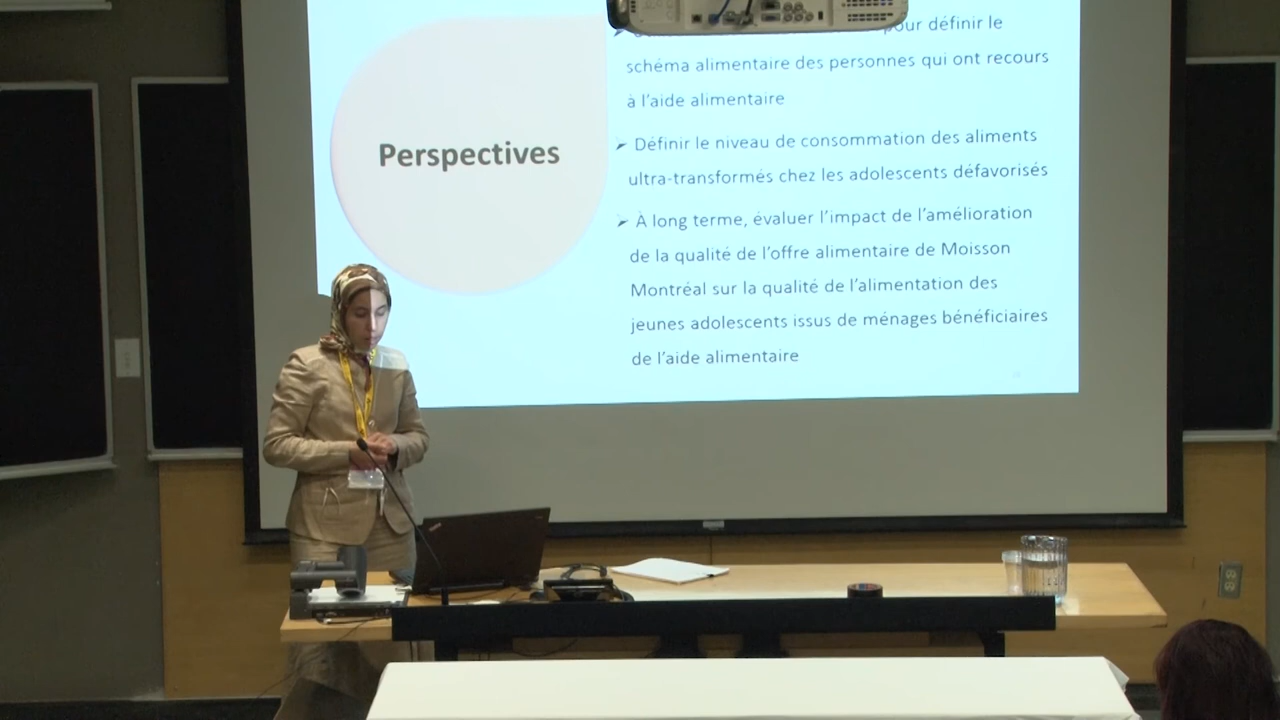 Perspectives
pour définir le
schéma alimentaire des personnes qui ont recours
à l'aide alimentaire
➤ Définir le niveau de consommation des aliments
ultra-transformés chez les adolescents défavorisés
➤ À long terme, évaluer l'impact de l'amélioration
de la qualité de l'offre alimentaire de Moisson
Montréal sur la qualité de l'alimentation des
jeunes adolescents issus de ménages bénéficiaires
de l'aide alimentaire